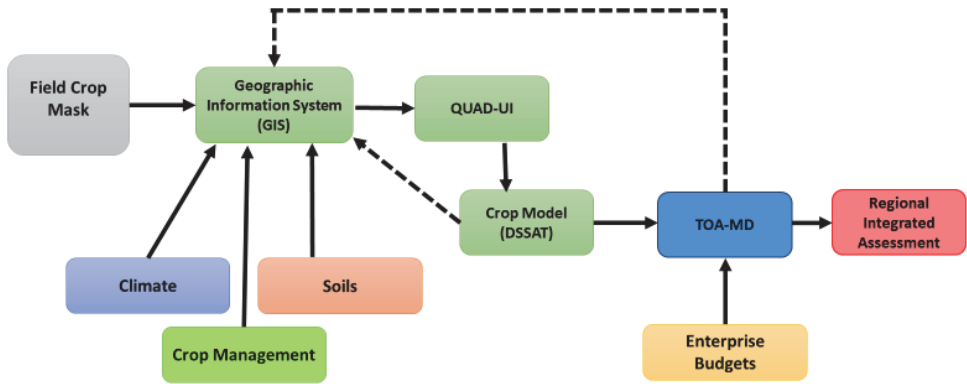 Field Crop
Mask
Geographic
Information System
(GIS)
QUAD-UI
Crop Model
(DSSAT)
TOA-MD
Regional
Integrated
Assessment
Climate
Soils
Crop Management
Enterprise
Budgets